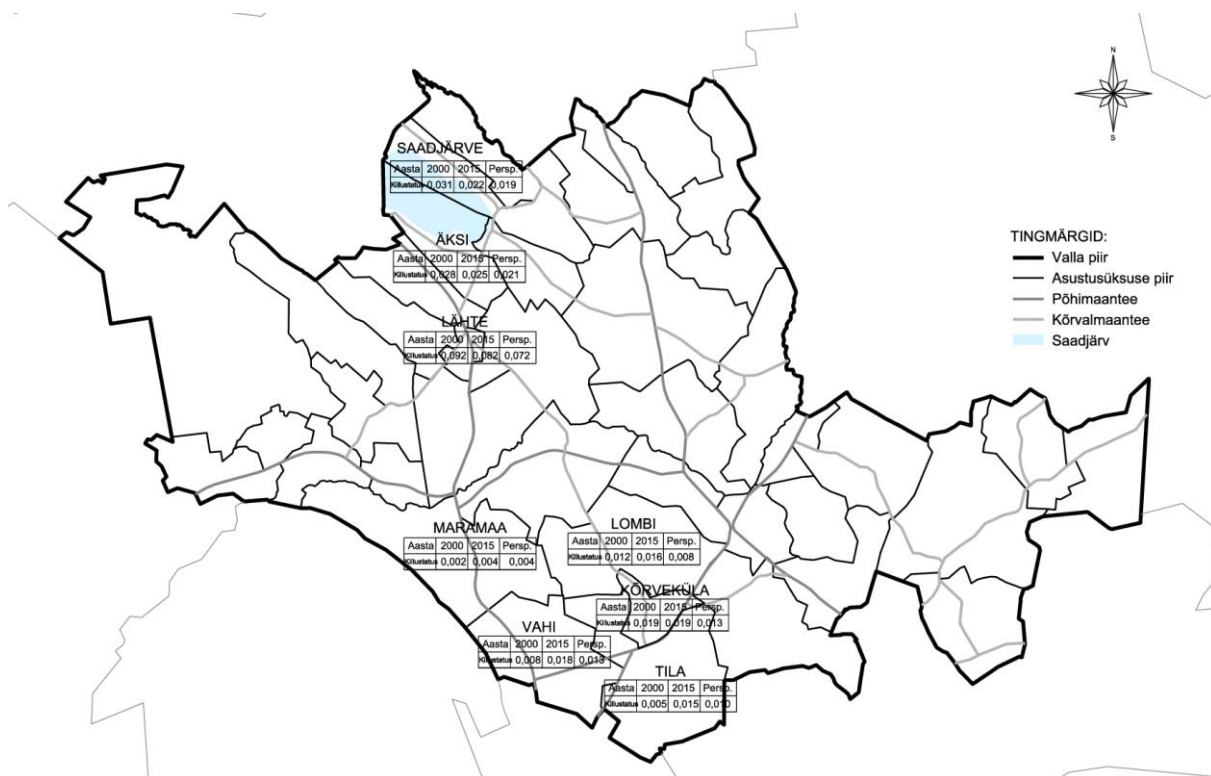 N
S
SAADJÄRVE
Aasta 2000 2015 Persp.
Killustatus 0,031 0,022 0,019
ÄKSI
Aasta 2000 2015 Persp.
Killustatus 0,028 0,025 0,021
LÄHTE
Aasta 2000 2015 Persp.
Killustatus 0,092 0,082 0,072
TINGMÄRGID:
Valla piir
Asustusüksuse piir
Põhimaantee
Kõrvalmaantee
Saadjärv
MARAMAA
Aasta 2000 2015 Persp.
Killustatus 0,002 0,004 0,004
LOMBI
Aasta 2000 2015 Persp.
Killustatus 0,012 0,016 0,008
KÕRVEKÜLA
Aasta 2000 2015 Persp.
Killustatus 0,019 0,019 0,013
VAHI
Aasta 2000 2015 Persp.
Killustatus 0,008 0,018 0,013
TILA
Aasta 2000 2015 Persp.
Killustatus 0,005 0,015 0,010